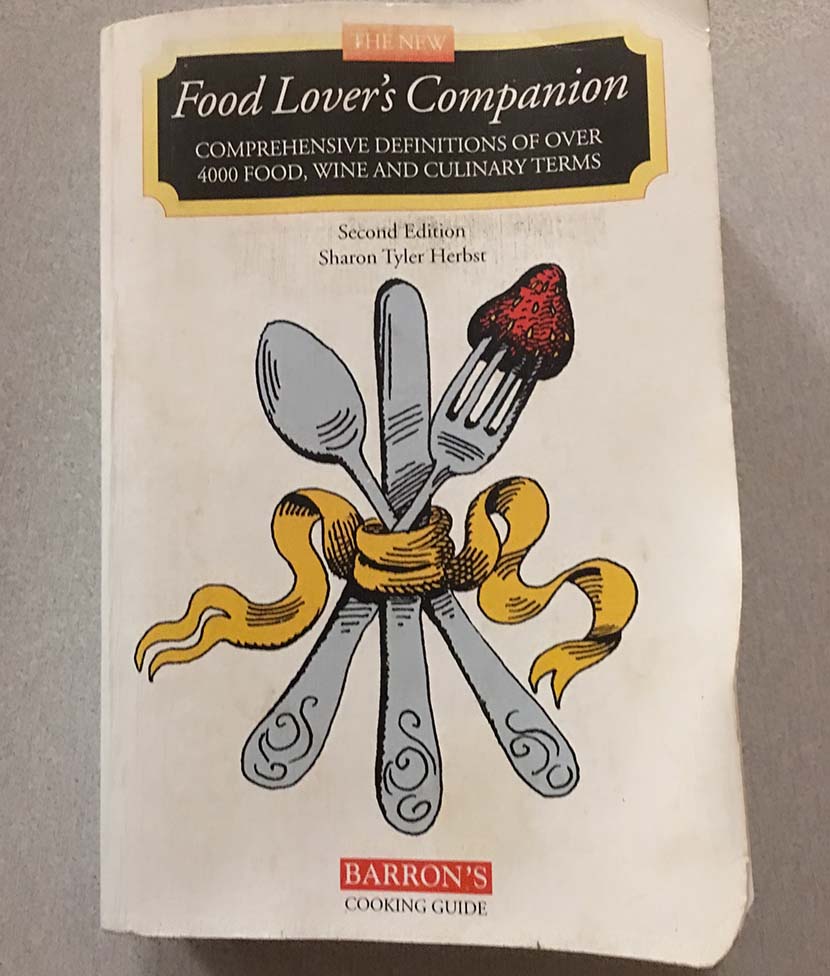 THE NEW
Food Lover's Companion
COMPREHENSIVE DEFINITIONS OF OVER
4000 FOOD, WINE AND CULINARY TERMS
Second Edition
Sharon Tyler Herbst
BARRON'S
COOKING GUIDE